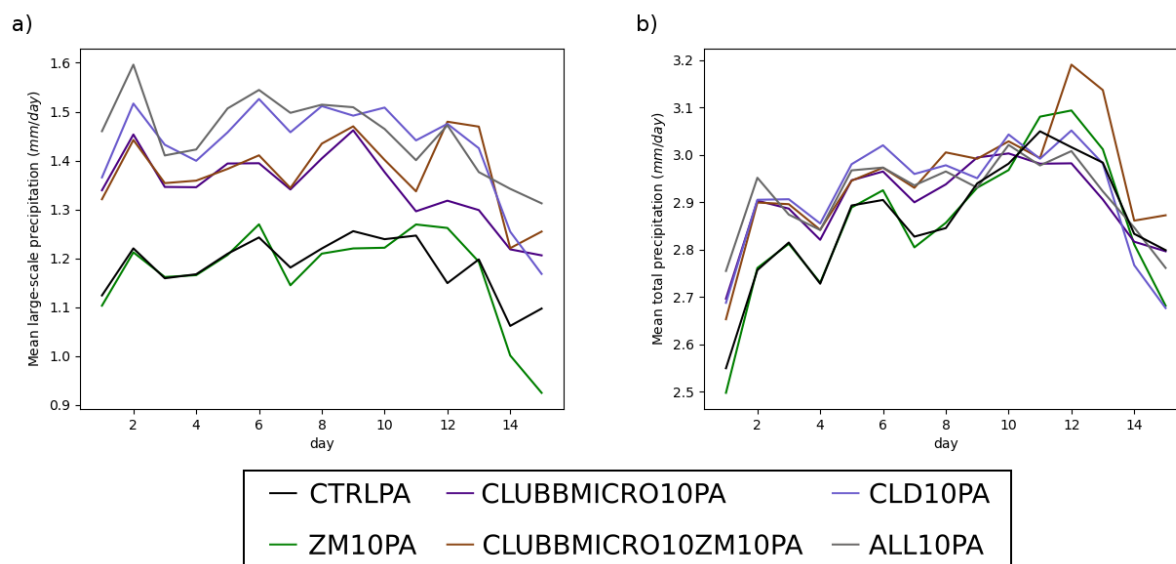 a)
1.6
1.5
1.4
1.3
1.2
1.1
1.0
0.9
Mean large-scale precipitation (mm/day)
2 4 6 8 10 12 14
day
b)
3.2
3.1
3.0
2.9
2.8
2.7
2.6
2.5
Mean total precipitation (mm/day)
2 4 6 8 10 12 14
day
CTRLPA CLUBBMICRO10PA CLD10PA
ZM10PA CLUBBMICRO10ZM10PA ALL10PA